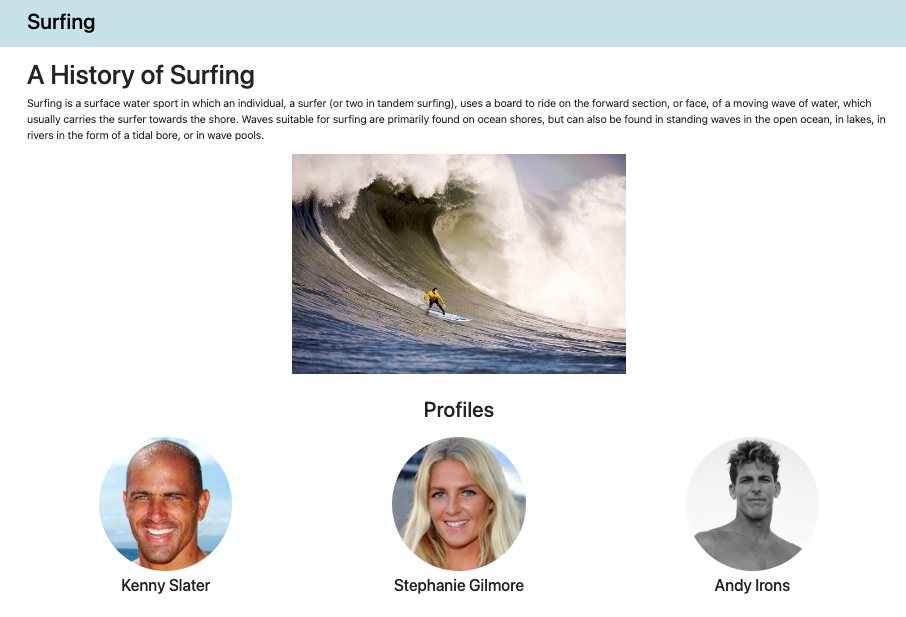 Surfing
A History of Surfing
Surfing is a surface water sport in which an individual, a surfer (or two in tandem surfing), uses a board to ride on the forward section, or face, of a moving wave of water, which
usually carries the surfer towards the shore. Waves suitable for surfing are primarily found on ocean shores, but can also be found in standing waves in the open ocean, in lakes, in
rivers in the form of a tidal bore, or in wave pools.
Profiles
Kenny Slater
Stephanie Gilmore
Andy Irons